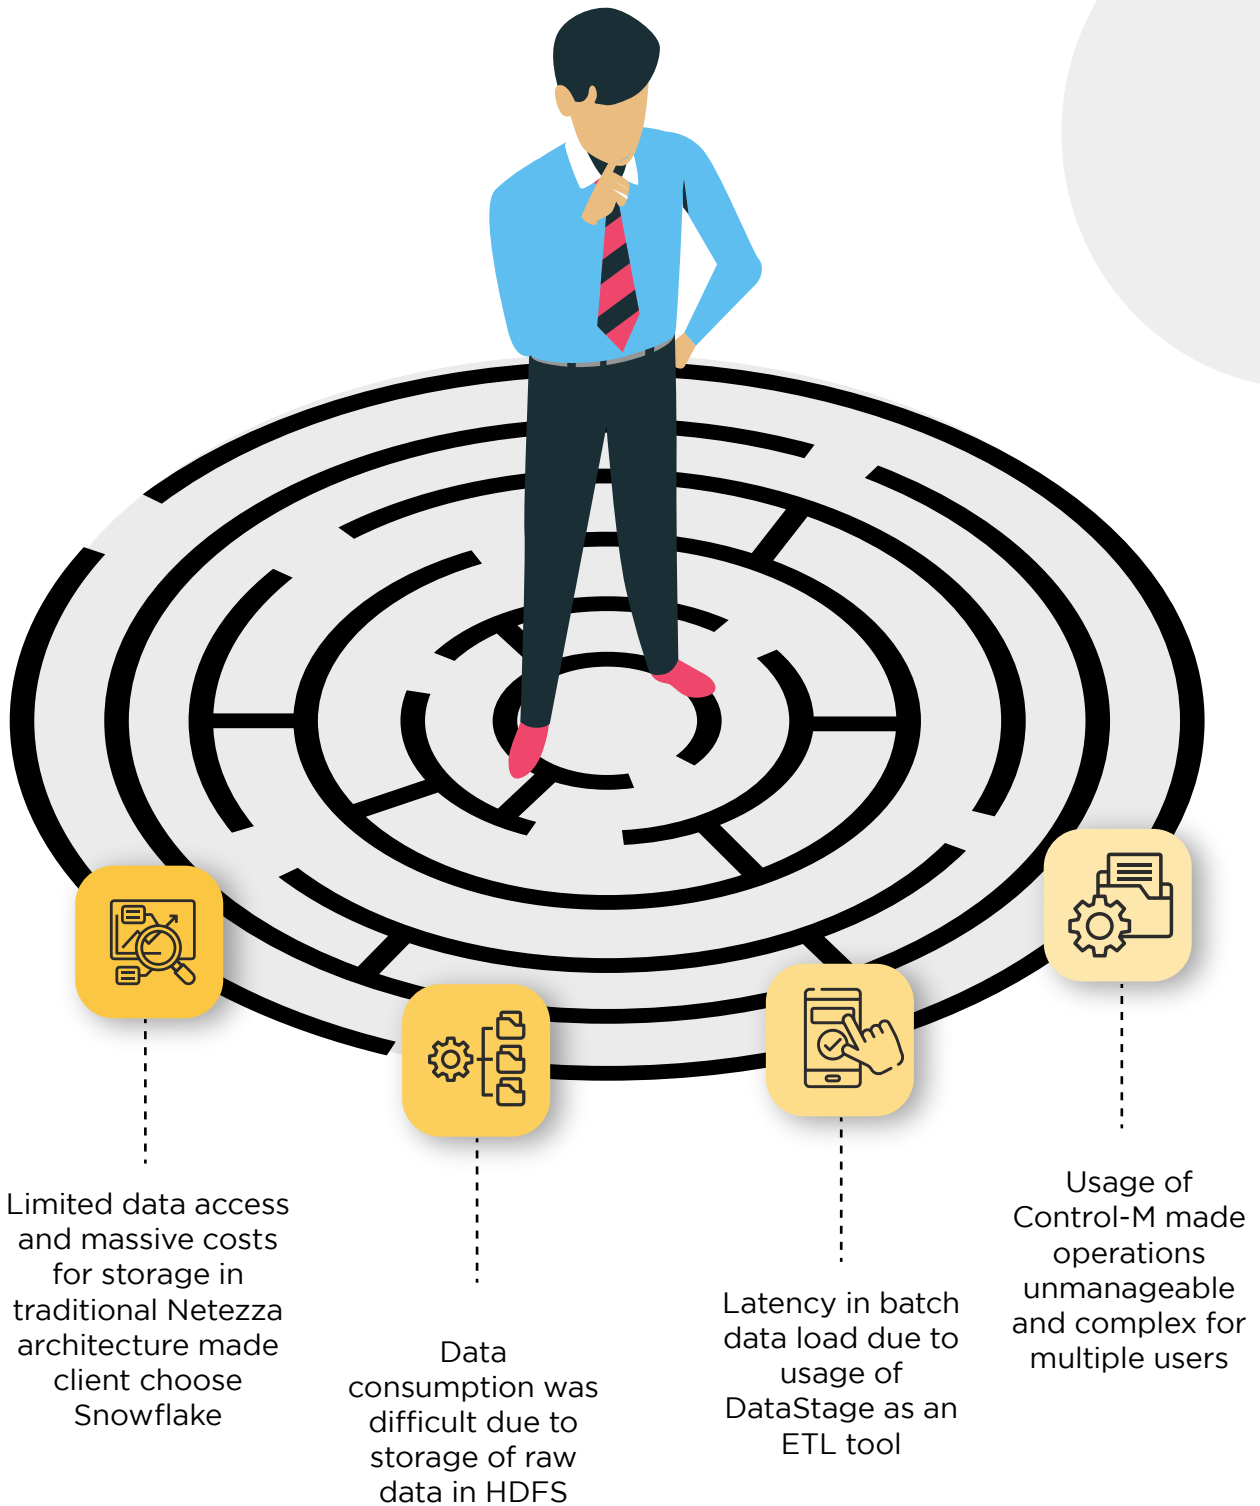 Limited data access
and massive costs
for storage in
traditional Netezza
architecture made
client choose
Snowflake
Data
consumption was
difficult due to
storage of raw
data in HDFS
Latency in batch
data load due to
usage of
DataStage as an
ETL tool
Usage of
Control-M made
operations
unmanageable
and complex for
multiple users